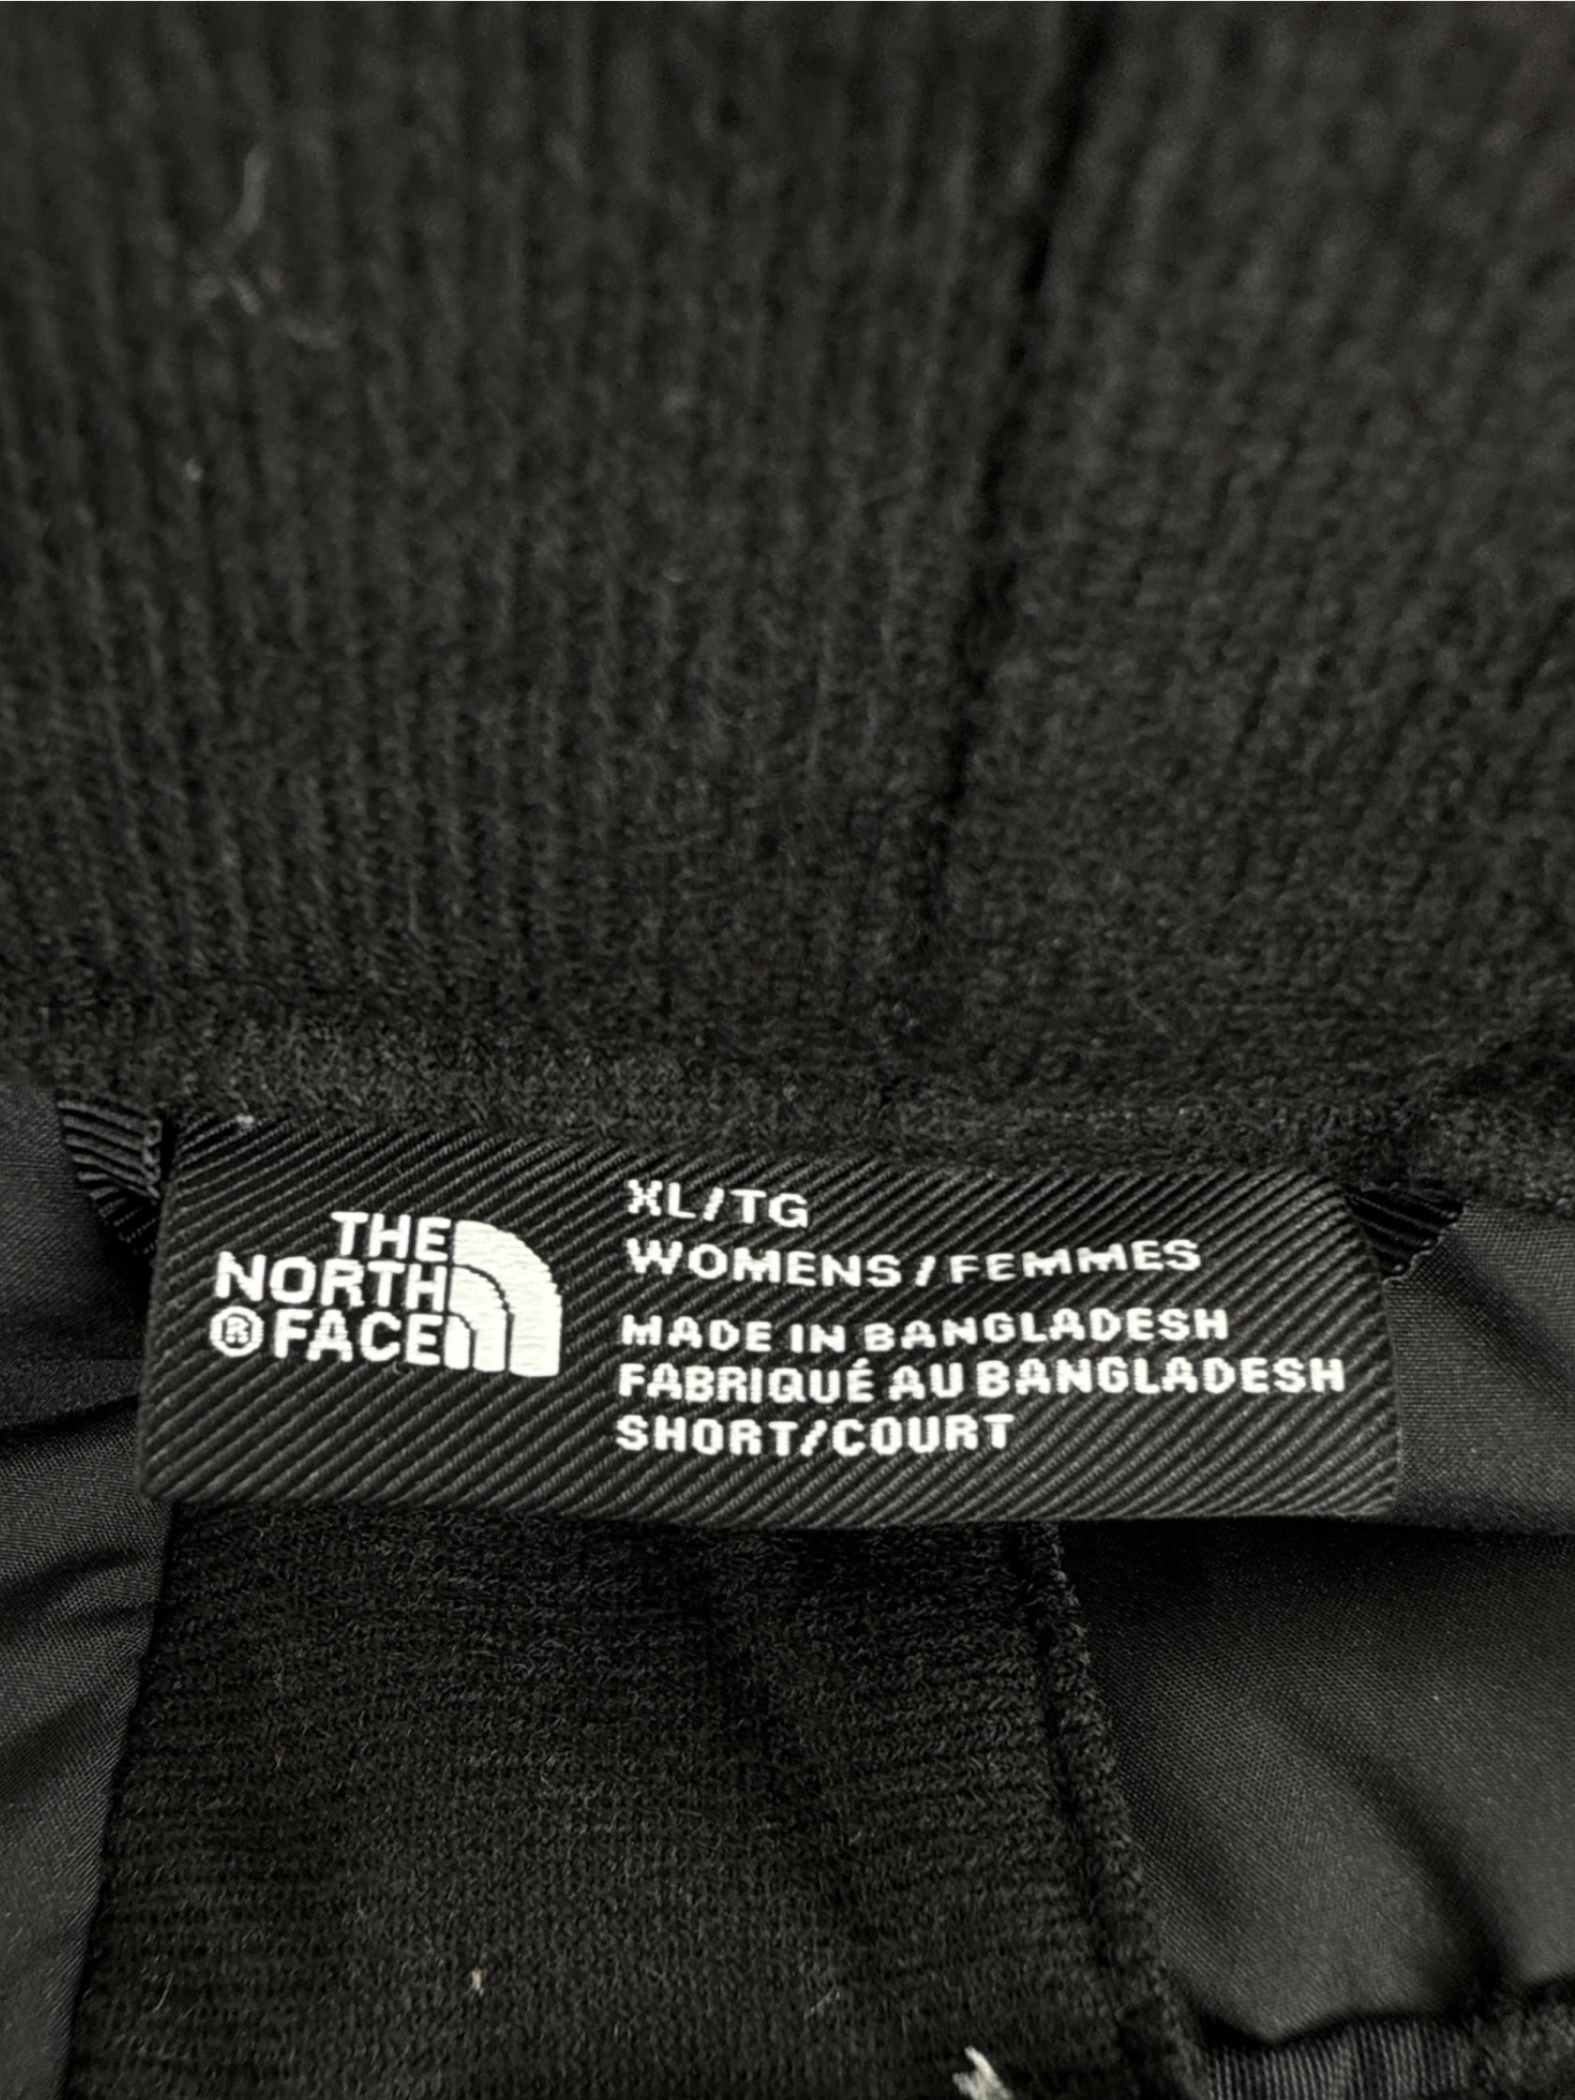 THE
NORTH
® FACE
XL/TG
WOMENS/FEMMES
MADE IN BANGLADESH
FABRIQUÉ AU BANGLADESH
SHORT/COURT